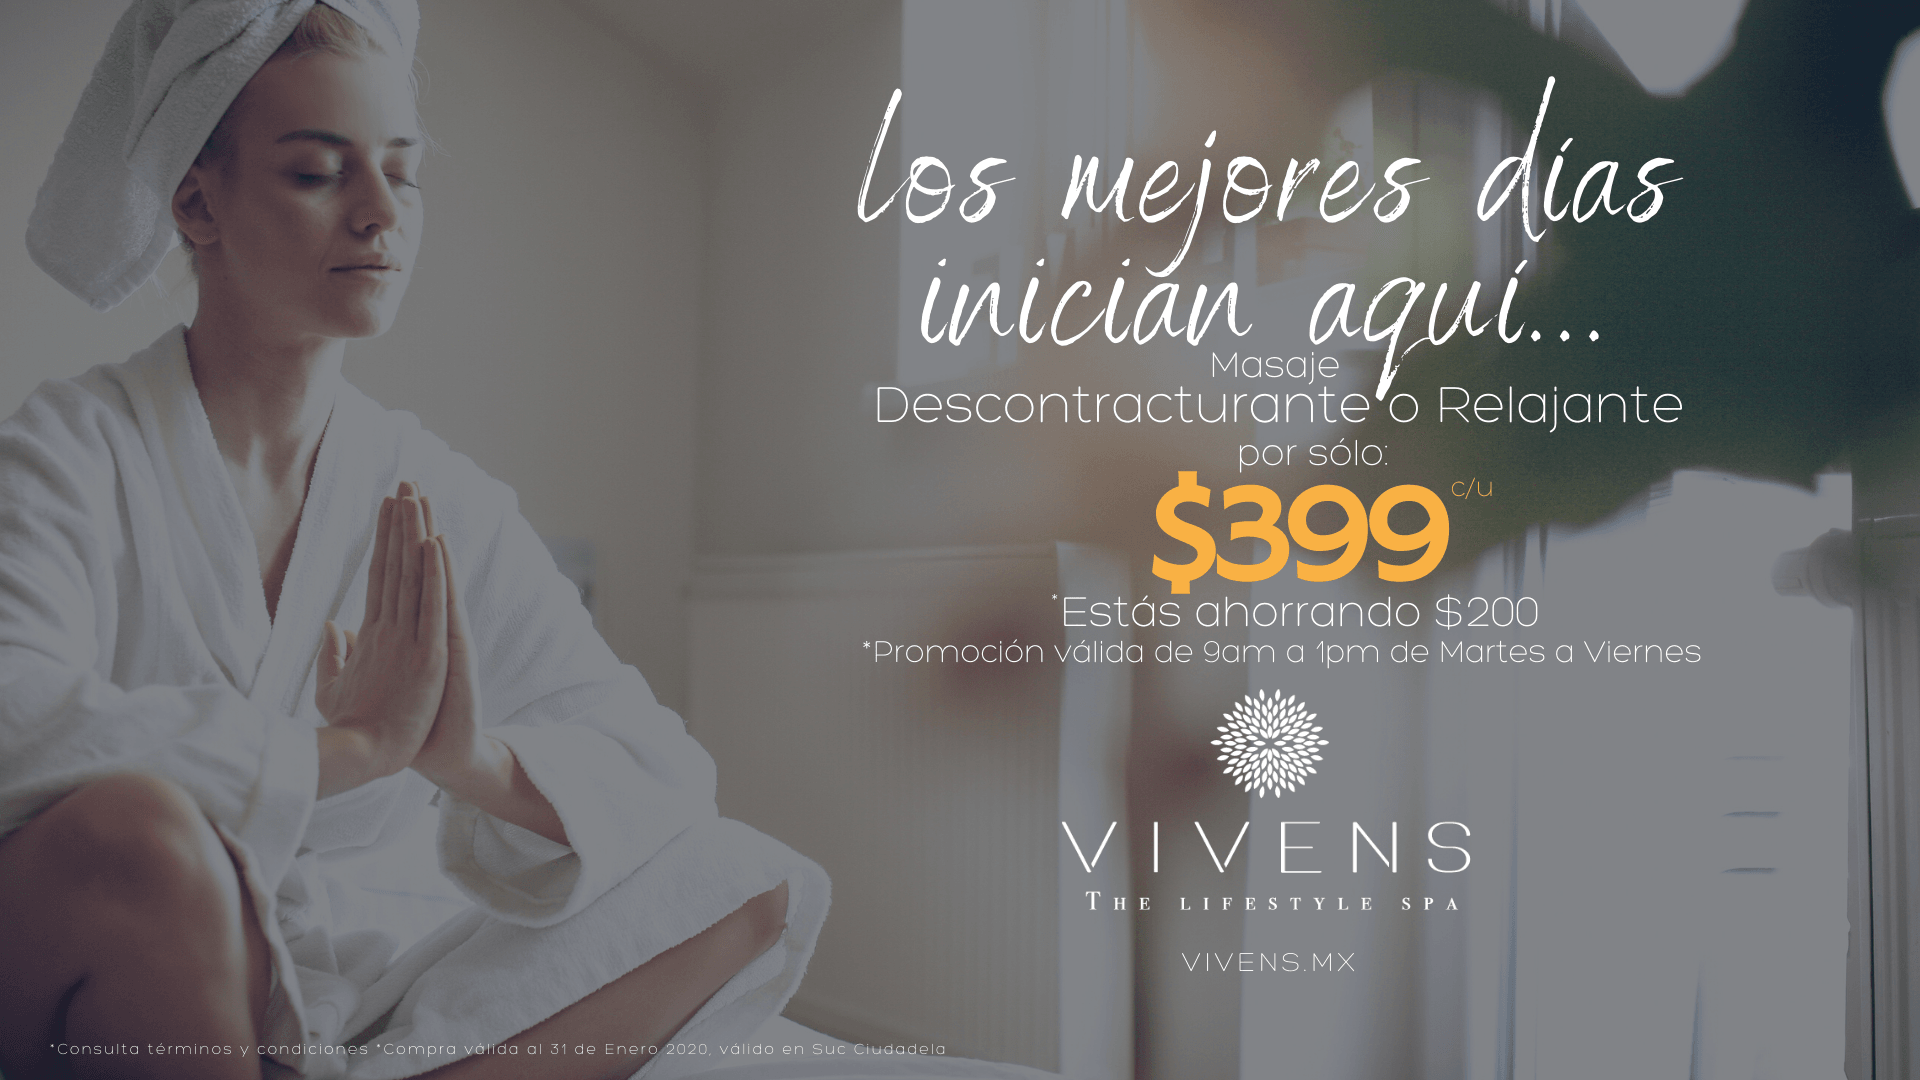 los mejores días
inician aquí...
Masaje
Descontracturante o Relajante
por sólo:
$399 c/u
*Estás ahorrando $200
*Promoción válida de 9am a 1pm de Martes a Viernes
VIVENS
THE LIFESTYLE SPA
VIVENS.MX
*Consulta términos y condiciones *Compra válida al 31 de Enero 2020, válido en Suc Ciudadela